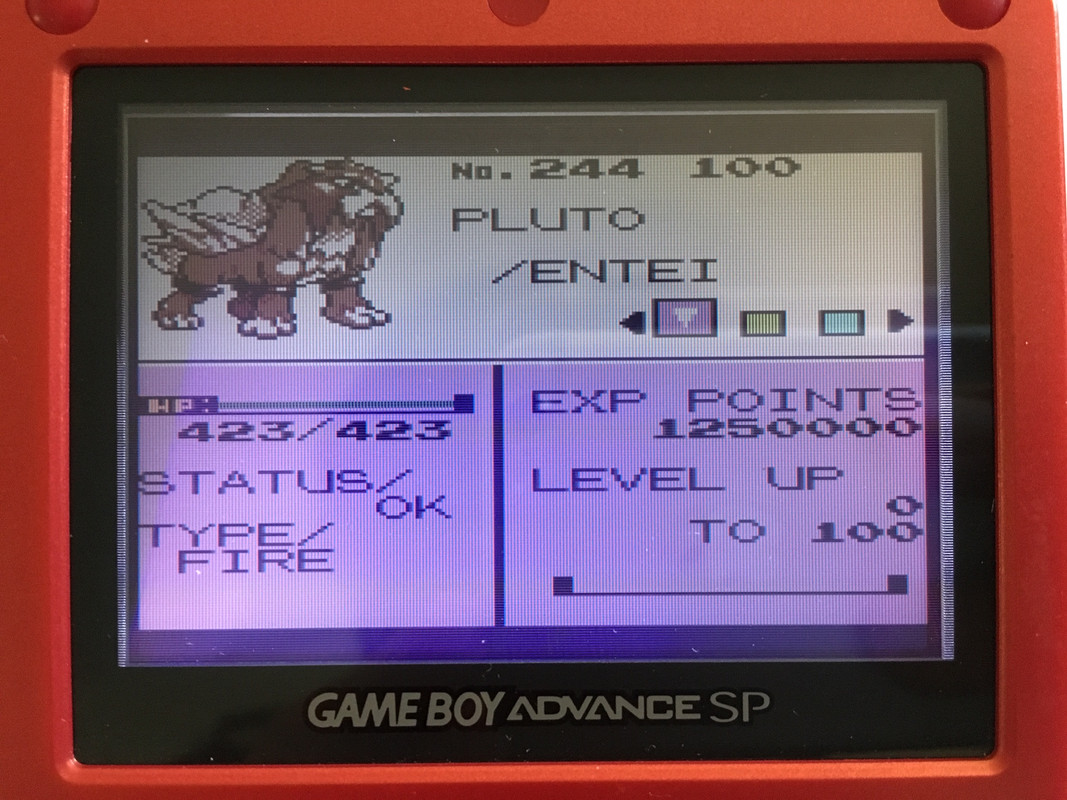 No. 244 100
PLUTO
/ENTEI
HP:
423/423
STATUS/
OK
TYPE/
FIRE
EXP POINTS
1250000
LEVEL UP
0
TO 100
GAME BOY ADVANCE SP